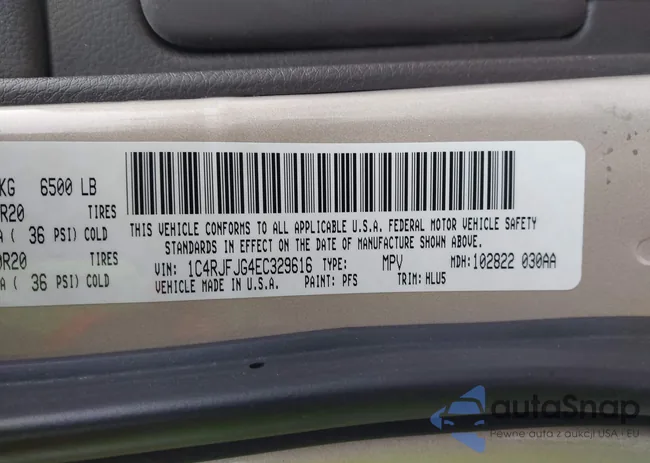 KG 6500 LB
R20 TIRES
A ( 36 PSI) COLD
0R20 TIRES
A ( 36 PSI) COLD
THIS VEHICLE CONFORMS TO ALL APPLICABLE U.S.A. FEDERAL MOTOR VEHICLE SAFETY
STANDARDS IN EFFECT ON THE DATE OF MANUFACTURE SHOWN ABOVE.
VIN: 1C4RJFJG4EC329616 TYPE: MPV MDH: 102822 030AA
VEHICLE MADE IN U.S.A. PAINT: PFS TRIM: HLU5
autaSnap
Pewne auta z aukcji USA i EU